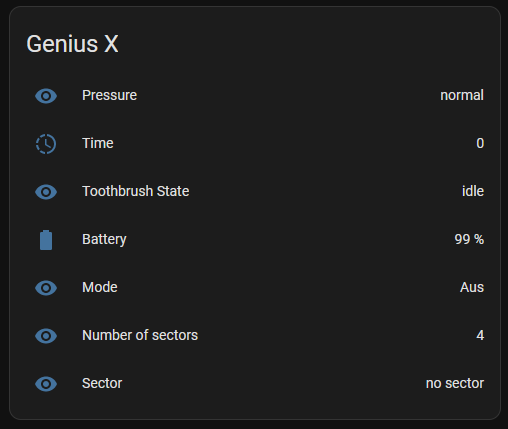 Genius X
Pressure normal
Time 0
Toothbrush State idle
Battery 99 %
Mode Aus
Number of sectors 4
Sector no sector